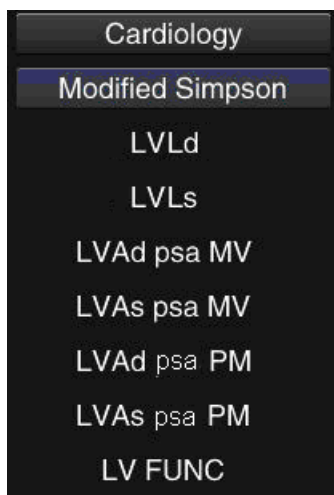 Cardiology
Modified Simpson
LVLd
LVLs
LVAd psa MV
LVAs psa MV
LVAd psa PM
LVAs psa PM
LV FUNC